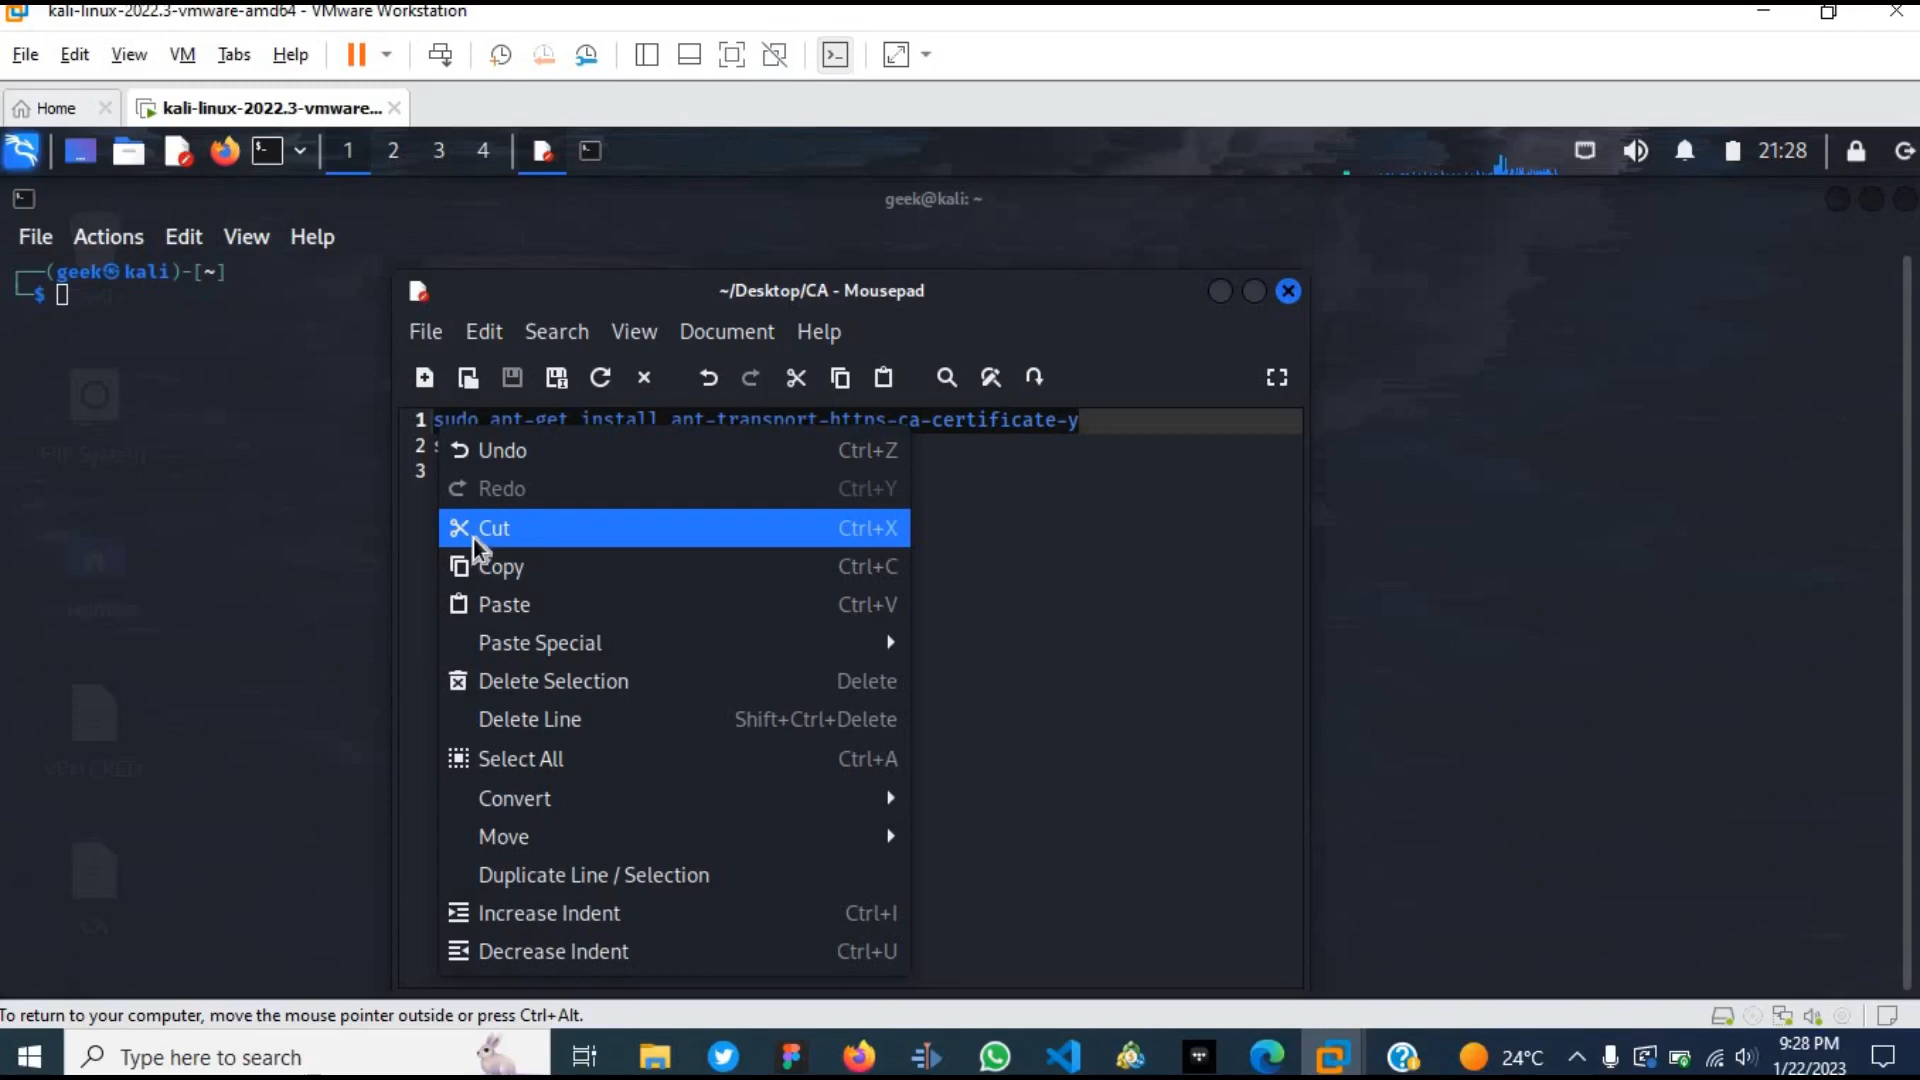 kali-linux-2022.3-vmware-amd64 - VMware Workstation
File Edit View VM Tabs Help
Home kali-linux-2022.3-vmware...
1 2 3 4 21:28
geek@kali: ~
File Actions Edit View Help
(geek㉿kali)-[~]
$
~/Desktop/CA - Mousepad
File Edit Search View Document Help
1 sudo apt-get install apt-transport-https-ca-certificate-y
2 s
3
Undo Ctrl+Z
Redo Ctrl+Y
Cut Ctrl+X
Copy Ctrl+C
Paste Ctrl+V
Paste Special
Delete Selection Delete
Delete Line Shift+Ctrl+Delete
Select All Ctrl+A
Convert
Move
Duplicate Line / Selection
Increase Indent Ctrl+I
Decrease Indent Ctrl+U
File System
Home
VPN CRED
CA
To return to your computer, move the mouse pointer outside or press Ctrl+Alt.
Type here to search
24°C
9:28 PM
1/22/2023